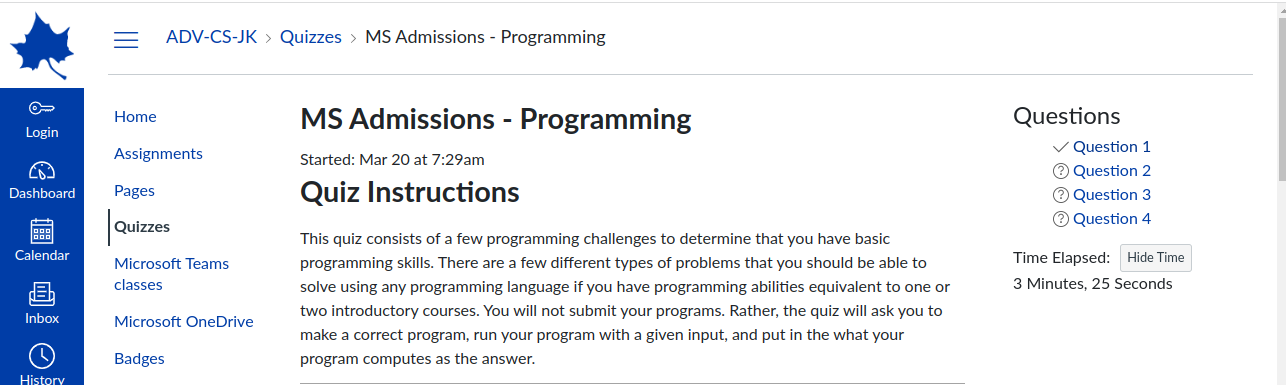 ADV-CS-JK > Quizzes > MS Admissions - Programming
Login
Dashboard
Calendar
Inbox
History
Home
Assignments
Pages
Quizzes
Microsoft Teams
classes
Microsoft OneDrive
Badges
MS Admissions - Programming
Started: Mar 20 at 7:29am
Quiz Instructions
This quiz consists of a few programming challenges to determine that you have basic
programming skills. There are a few different types of problems that you should be able to
solve using any programming language if you have programming abilities equivalent to one or
two introductory courses. You will not submit your programs. Rather, the quiz will ask you to
make a correct program, run your program with a given input, and put in the what your
program computes as the answer.
Questions
Question 1
Question 2
Question 3
Question 4
Time Elapsed: Hide Time
3 Minutes, 25 Seconds